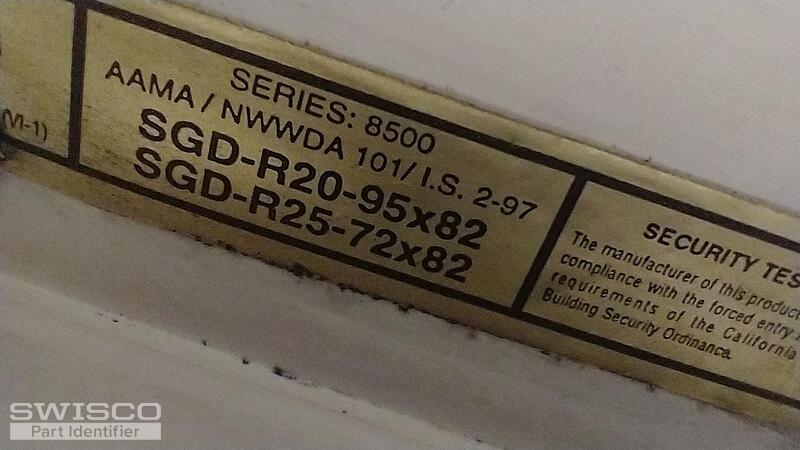 (VI-1)
SERIES: 8500
AAMA / NWWDA 101/ I.S. 2-97
SGD-R20-95x82
SGD-R25-72x82
SECURITY TES
The manufacturer of this product
compliance with the forced entry
requirements of the California
Building Security Ordinance.
SWISCO
Part Identifier